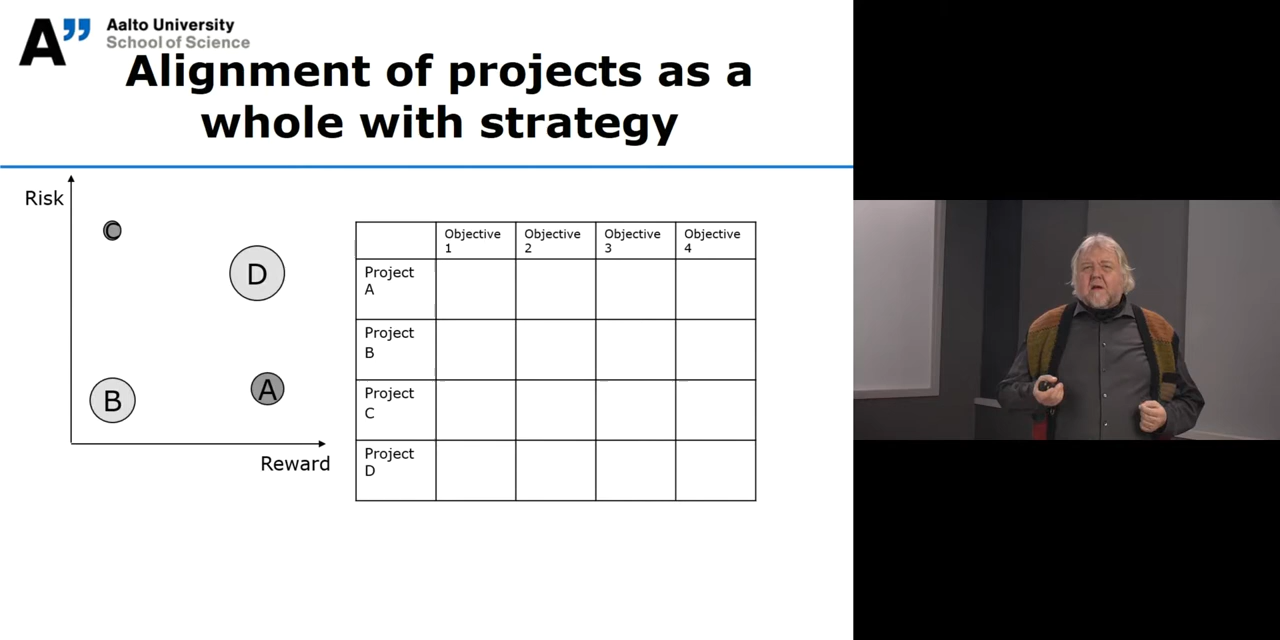 A”
Aalto University
School of Science
Alignment of projects as a
whole with strategy
Risk
C
D
B
A
Reward
Objective
1
Objective
2
Objective
3
Objective
4
Project
A
Project
B
Project
C
Project
D